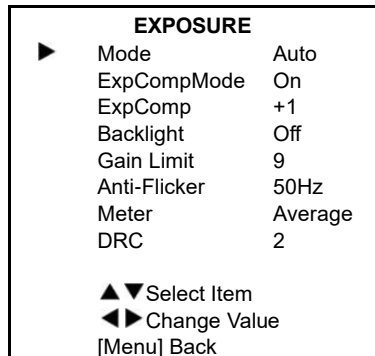 EXPOSURE
▶ Mode Auto
ExpCompMode On
ExpComp +1
Backlight Off
Gain Limit 9
Anti-Flicker 50Hz
Meter Average
DRC 2
▲▼Select Item
◀▶Change Value
[Menu] Back